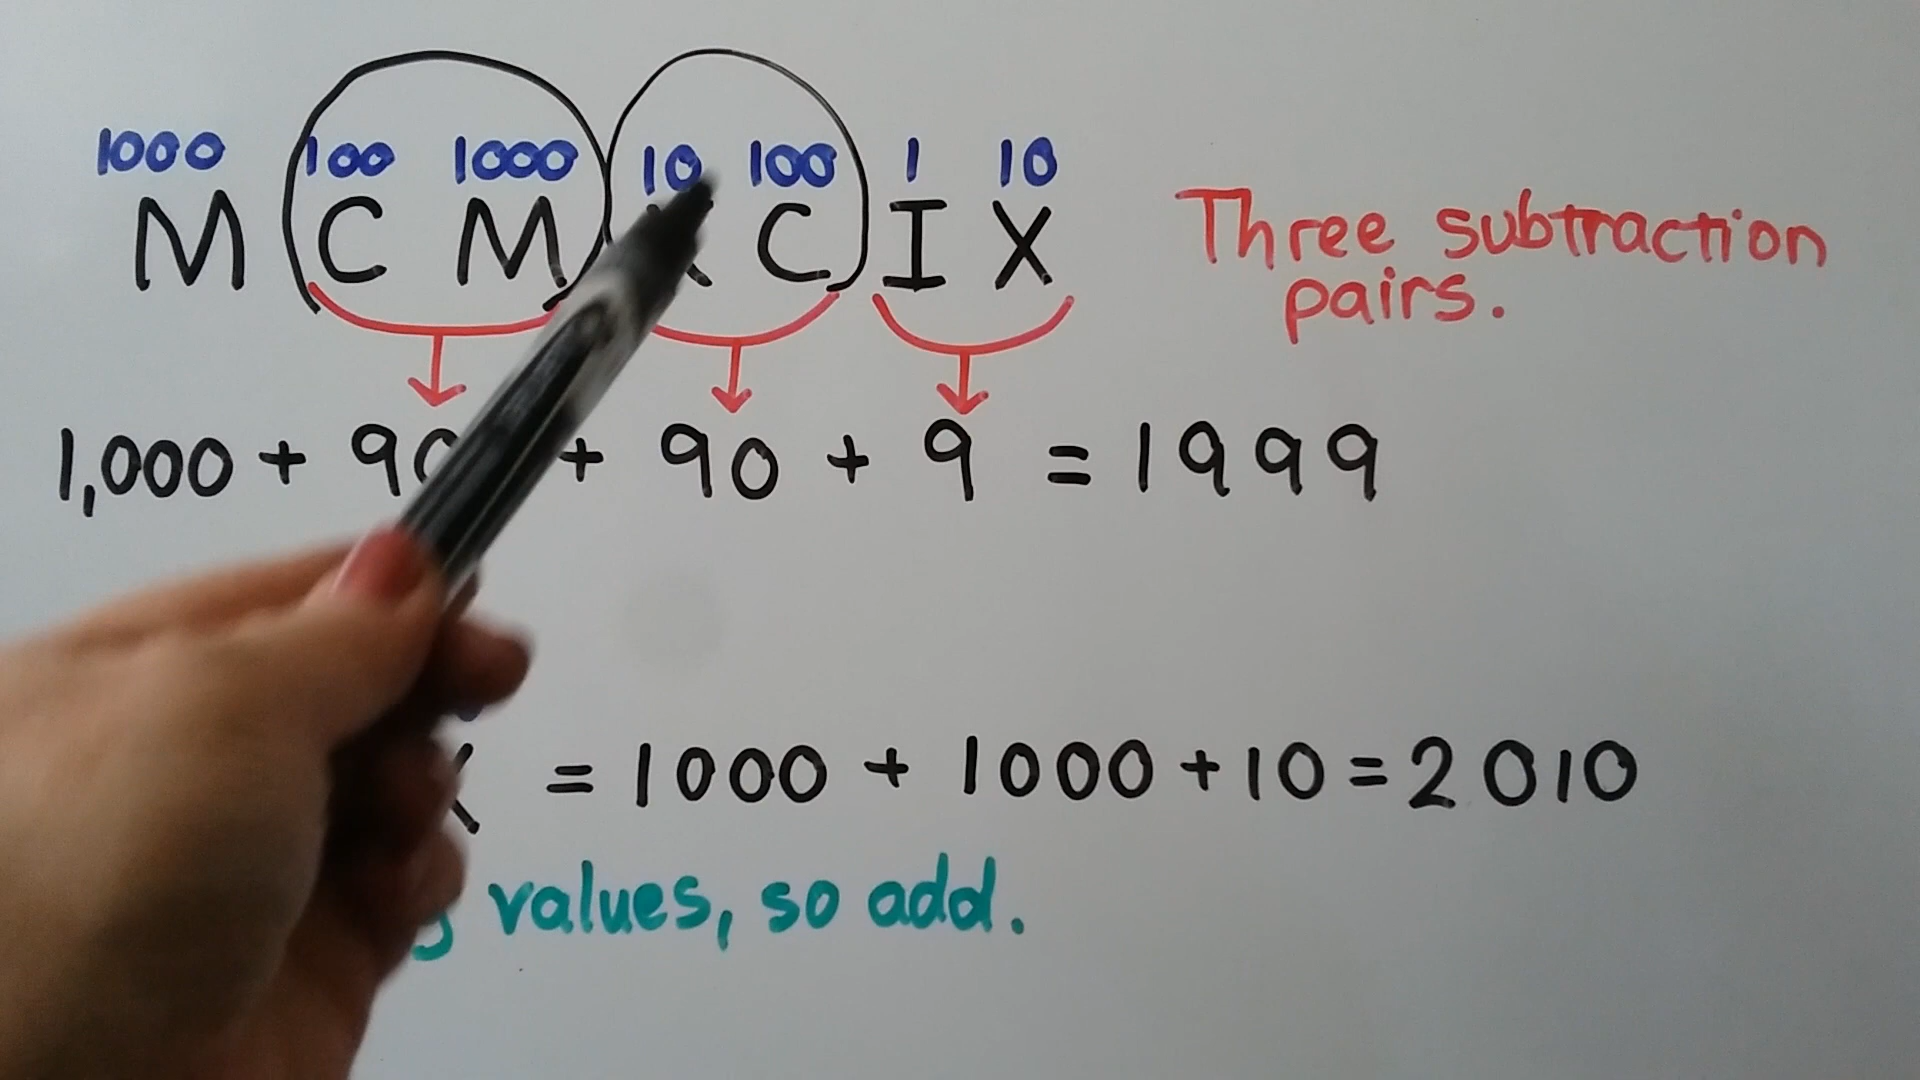 1000 100 1000 10 100 1 10
M C M C I X
Three subtraction
pairs.
1,000 + 90 + 90 + 9 = 1999
= 1000 + 1000 + 10 = 2010
values, so add.